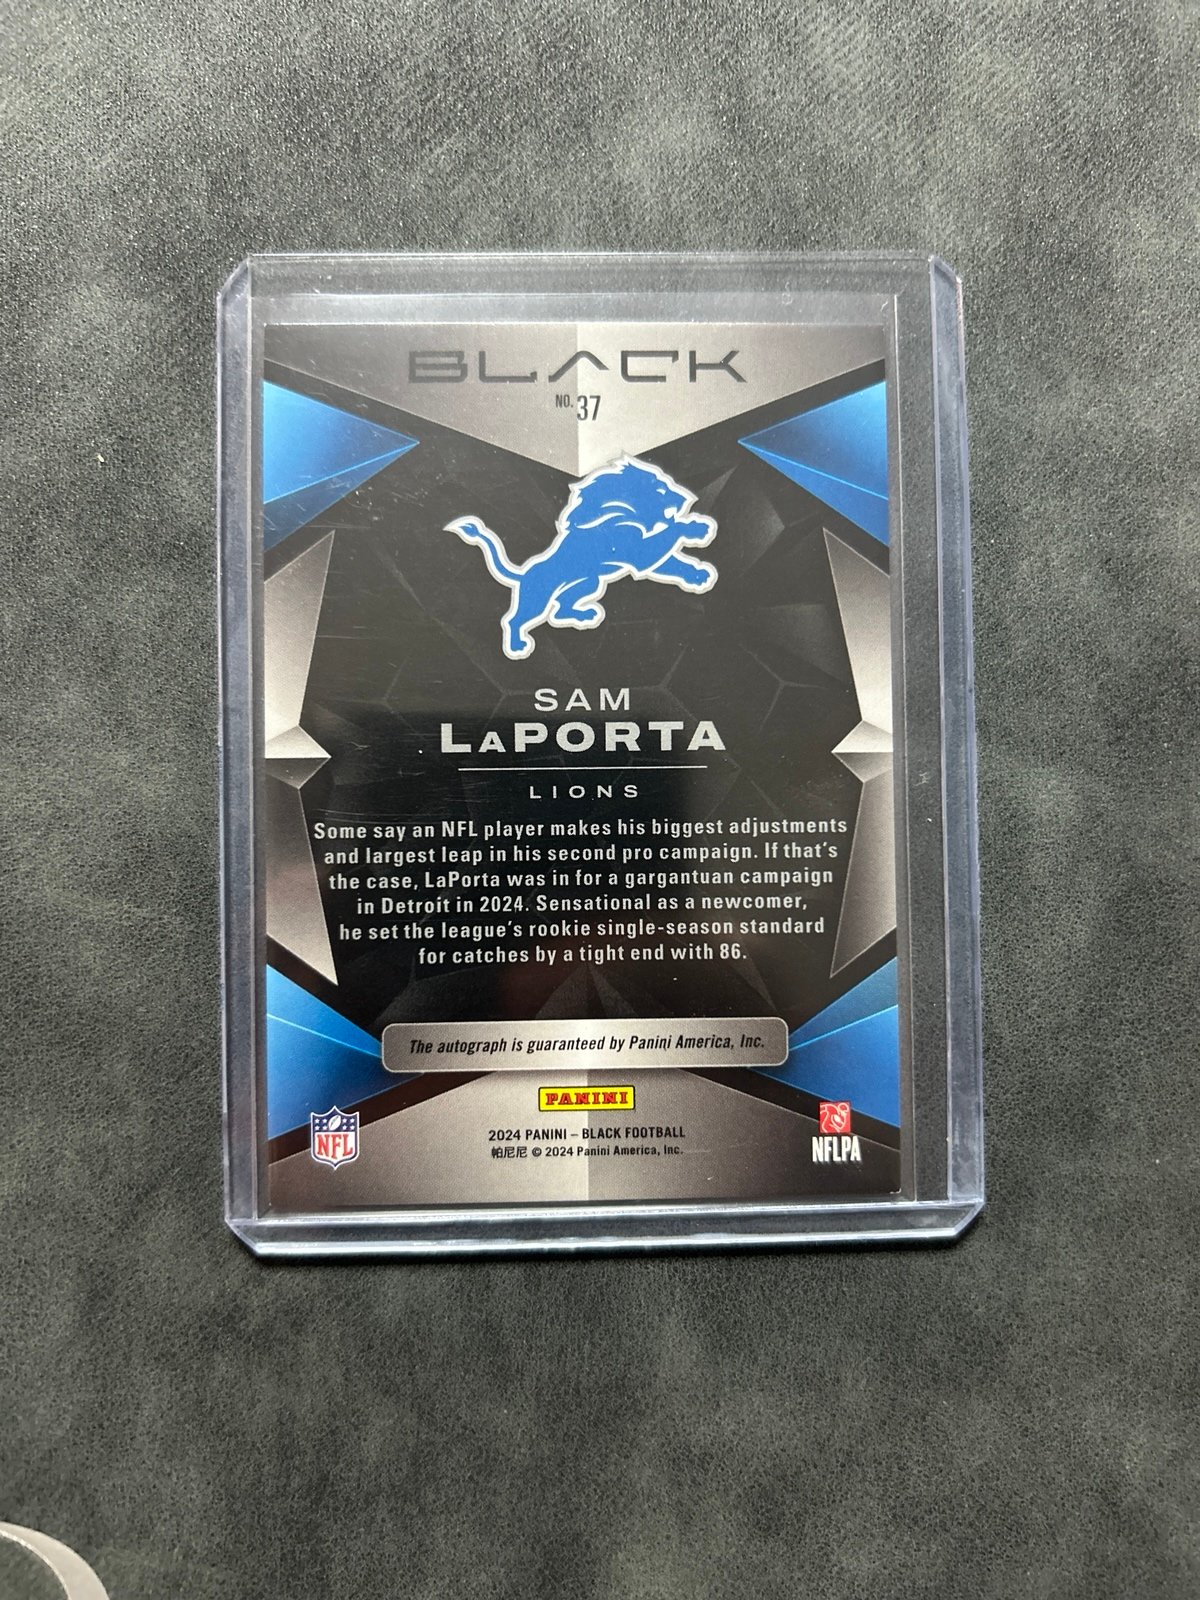 BLACK
NO. 37
SAM
LaPORTA
LIONS
Some say an NFL player makes his biggest adjustments
and largest leap in his second pro campaign. If that's
the case, LaPorta was in for a gargantuan campaign
in Detroit in 2024. Sensational as a newcomer,
he set the league's rookie single-season standard
for catches by a tight end with 86.
The autograph is guaranteed by Panini America, Inc.
PANINI
NFL
2024 PANINI – BLACK FOOTBALL
帕尼尼 © 2024 Panini America, Inc.
NFLPA